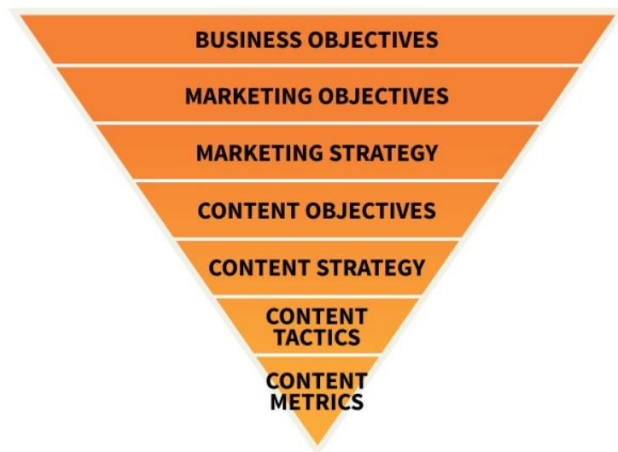 BUSINESS OBJECTIVES
MARKETING OBJECTIVES
MARKETING STRATEGY
CONTENT OBJECTIVES
CONTENT STRATEGY
CONTENT
TACTICS
CONTENT
METRICS